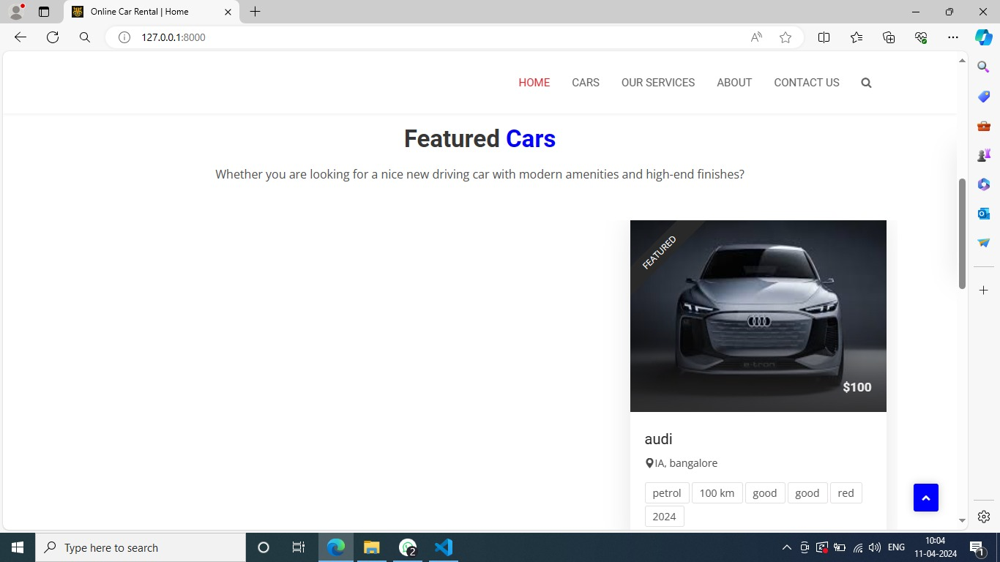 Online Car Rental | Home
127.0.0.1:8000
HOME CARS OUR SERVICES ABOUT CONTACT US
Featured Cars
Whether you are looking for a nice new driving car with modern amenities and high-end finishes?
FEATURED
e-tron
$100
audi
IA, bangalore
petrol 100 km good good red
2024
Type here to search
2
ENG
10:04
11-04-2024
1